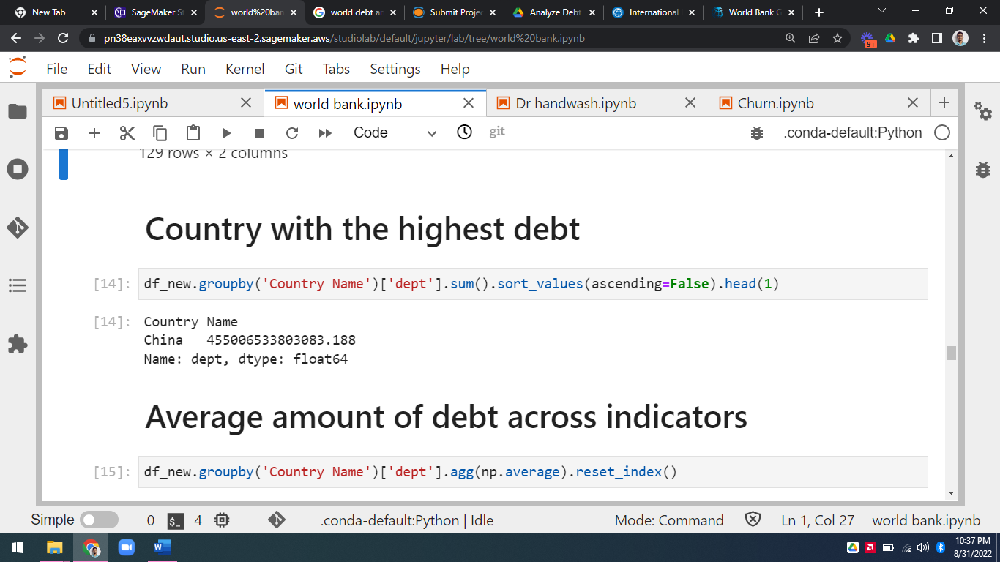 New Tab
SageMaker St
world%20ban
world debt an
Submit Projec
Analyze Debt
International
World Bank G
pn38eaxvvzwdaut.studio.us-east-2.sagemaker.aws/studiolab/default/jupyter/lab/tree/world%20bank.ipynb
9+
File Edit View Run Kernel Git Tabs Settings Help
Untitled5.ipynb
world bank.ipynb
Dr handwash.ipynb
Churn.ipynb
Code
git
.conda-default:Python
129 rows × 2 columns
Country with the highest debt
[14]: df_new.groupby('Country Name')['dept'].sum().sort_values(ascending=False).head(1)
[14]: Country Name
China 455006533803083.188
Name: dept, dtype: float64
Average amount of debt across indicators
[15]: df_new.groupby('Country Name')['dept'].agg(np.average).reset_index()
Simple 0 $_ 4 .conda-default:Python | Idle Mode: Command Ln 1, Col 27 world bank.ipynb
10:37 PM
8/31/2022